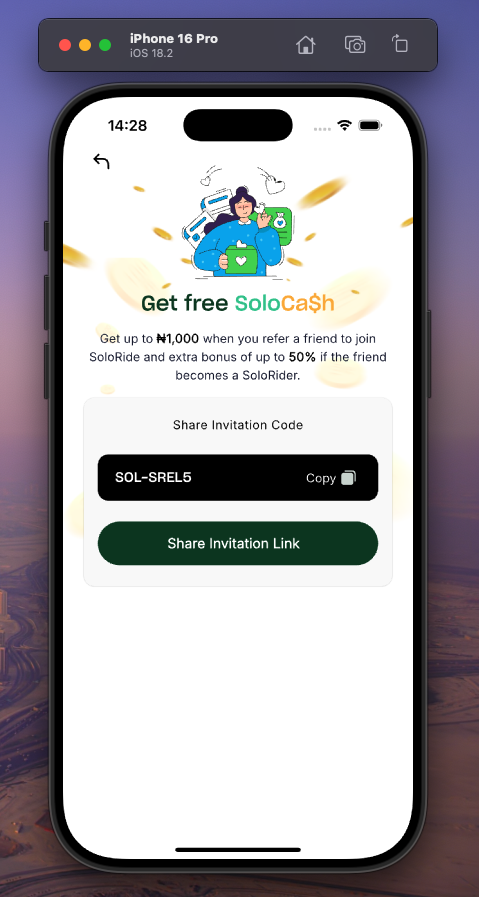 iPhone 16 Pro
iOS 18.2
14:28
Get free SoloCa$h
Get up to ₦1,000 when you refer a friend to join
SoloRide and extra bonus of up to 50% if the friend
becomes a SoloRider.
Share Invitation Code
SOL-SREL5
Copy
Share Invitation Link